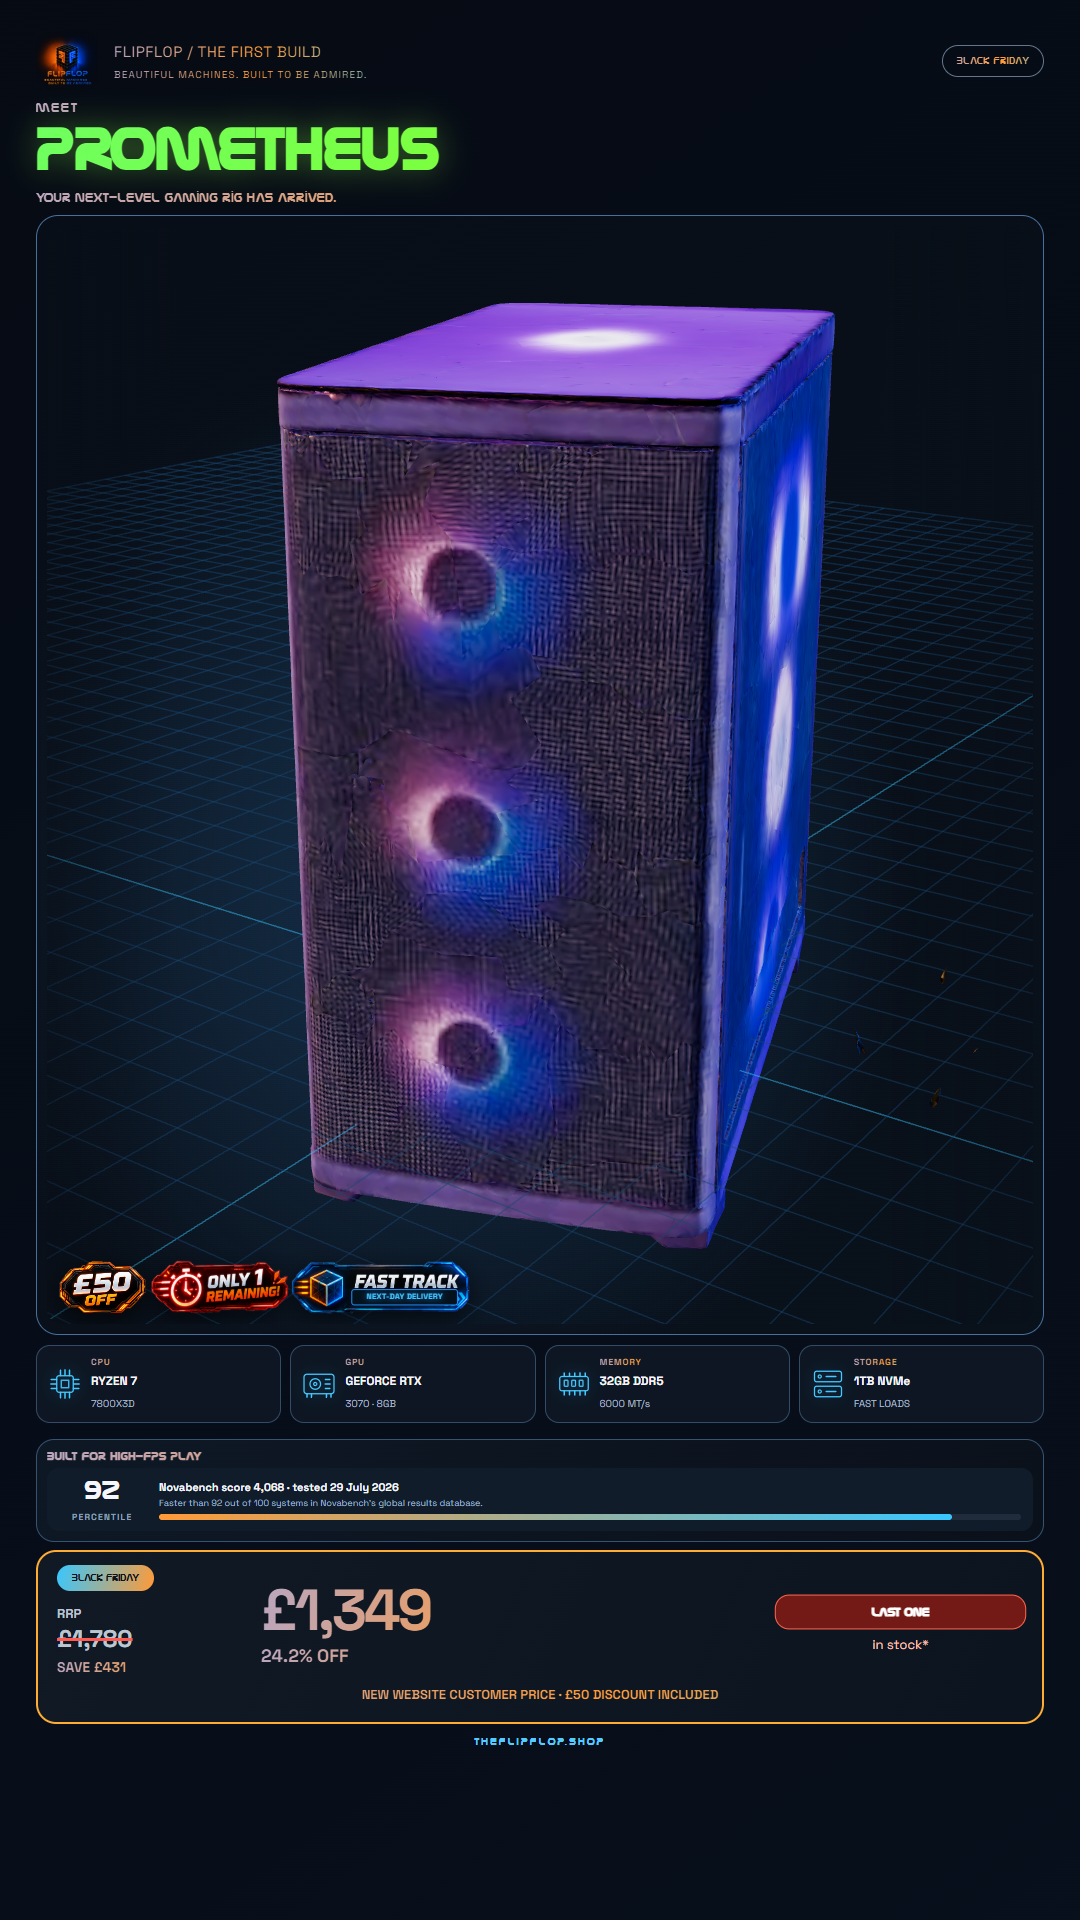 FLIPFLOP
FLIPFLOP / THE FIRST BUILD
BEAUTIFUL MACHINES. BUILT TO BE ADMIRED.
BLACK FRIDAY
MEET
PROMETHEUS
YOUR NEXT-LEVEL GAMING RIG HAS ARRIVED.
£50
OFF
ONLY 1
REMAINING!
FAST TRACK
NEXT-DAY DELIVERY
CPU
RYZEN 7
7800X3D
GPU
GEFORCE RTX
3070 · 8GB
MEMORY
32GB DDR5
6000 MT/s
STORAGE
1TB NVMe
FAST LOADS
BUILT FOR HIGH-FPS PLAY
92
PERCENTILE
Novabench score 4,068 · tested 29 July 2026
Faster than 92 out of 100 systems in Novabench's global results database.
BLACK FRIDAY
RRP
£1,780
SAVE £431
£1,349
24.2% OFF
LAST ONE
in stock*
NEW WEBSITE CUSTOMER PRICE · £50 DISCOUNT INCLUDED
THEFLIPFLOP.SHOP